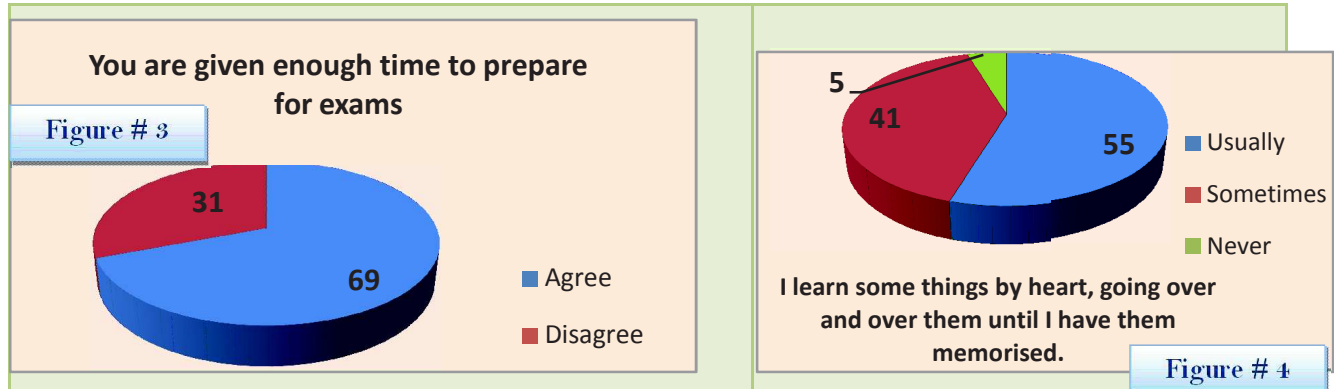 You are given enough time to prepare
for exams
Figure # 3
31
69
Agree
Disagree
5
41
55
Usually
Sometimes
Never
I learn some things by heart, going over
and over them until I have them
memorised.
Figure # 4